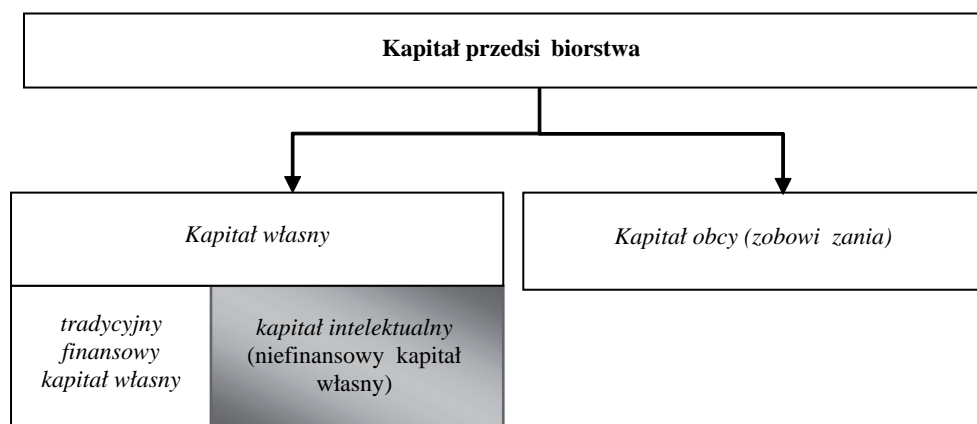 Kapitał przedsi biorstwa
Kapitał własny
Kapitał obcy (zobowi zania)
tradycyjny
finansowy
kapitał własny
kapitał intelektualny
(niefinansowy kapitał
własny)